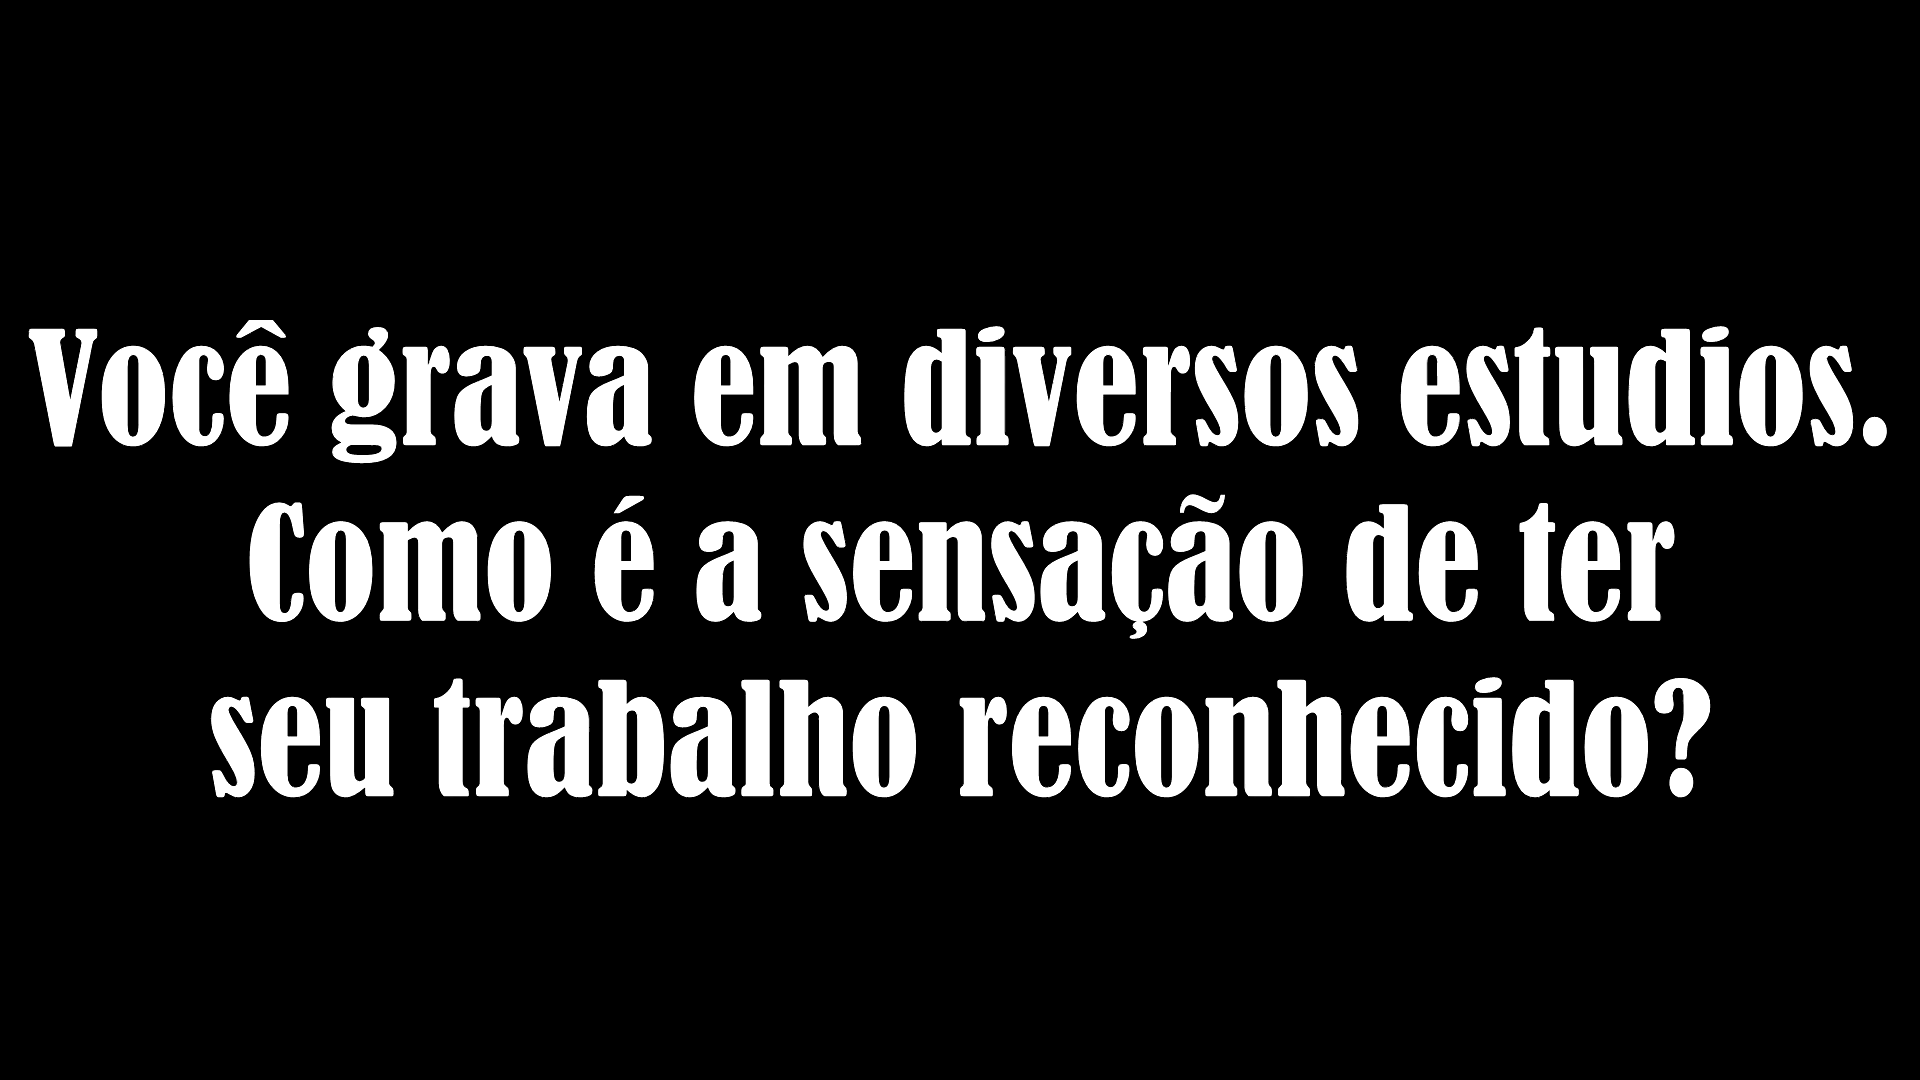 Você grava em diversos estudios.
Como é a sensação de ter
seu trabalho reconhecido?